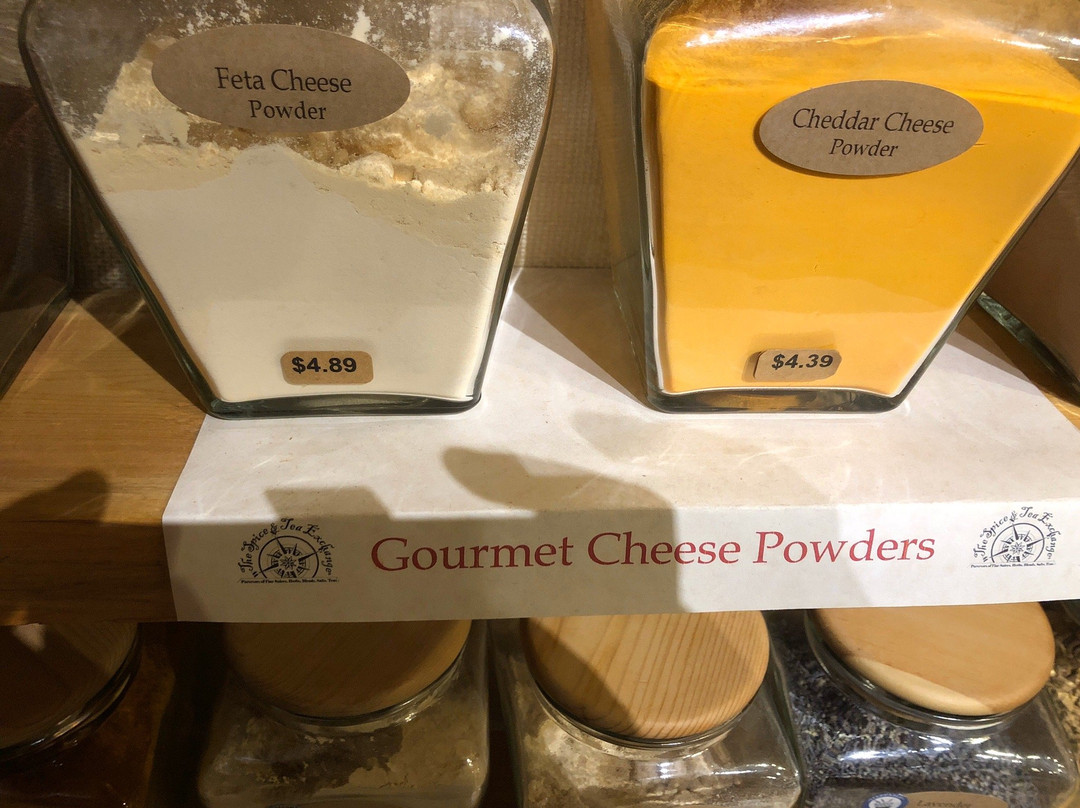 Feta Cheese
Powder
Cheddar Cheese
Powder
$4.89
$4.39
The Spice & Tea Exchange
Gourmet Cheese Powders
The Spice & Tea Exchange